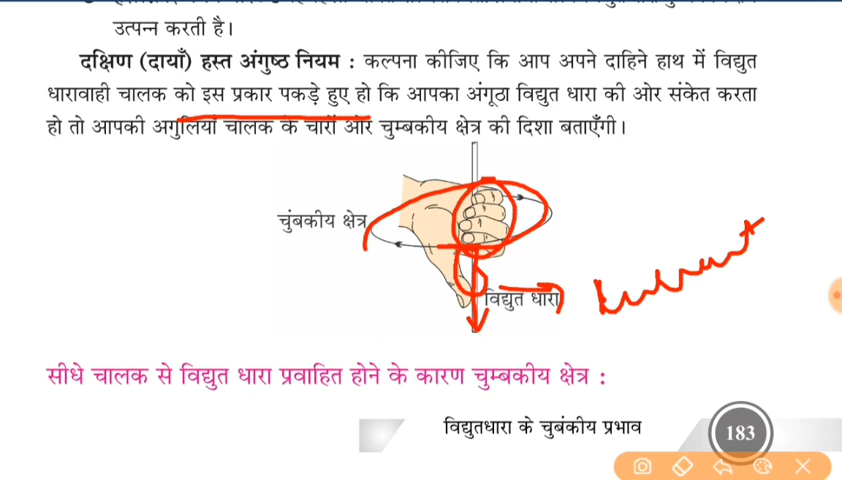 उत्पन्न करती है।
दक्षिण (दायाँ) हस्त अंगुष्ठ नियम : कल्पना कीजिए कि आप अपने दाहिने हाथ में विद्युत
धारावाही चालक को इस प्रकार पकड़े हुए हो कि आपका अंगूठा विद्युत धारा की ओर संकेत करता
हो तो आपकी अगुलियां चालक के चारों ओर चुम्बकीय क्षेत्र की दिशा बताएँगी।
चुंबकीय क्षेत्र
विद्युत धारा
सीधे चालक से विद्युत धारा प्रवाहित होने के कारण चुम्बकीय क्षेत्र :
विद्युतधारा के चुबंकीय प्रभाव
183